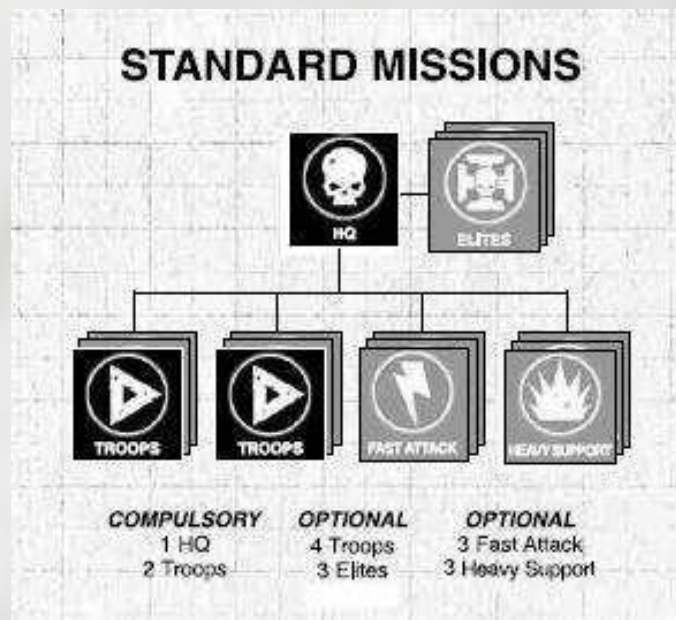 STANDARD MISSIONS
HQ
ELITES
TROOPS
TROOPS
FAST ATTACK
HEAVY SUPPORT
COMPULSORY
1 HQ
2 Troops
OPTIONAL
4 Troops
3 Elites
OPTIONAL
3 Fast Attack
3 Heavy Support